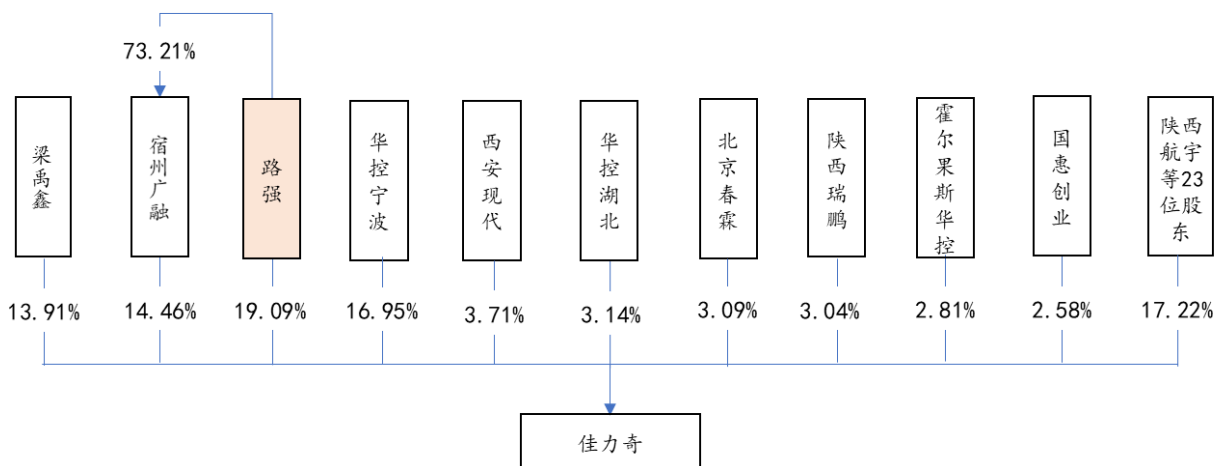 73.21%
梁禹鑫
宿州广融
路强
华控宁波
西安现代
华控湖北
北京春霖
陕西瑞鹏
霍尔果斯华控
国惠创业
陕西
航宇
等23
位股
东
13.91%
14.46%
19.09%
16.95%
3.71%
3.14%
3.09%
3.04%
2.81%
2.58%
17.22%
佳力奇